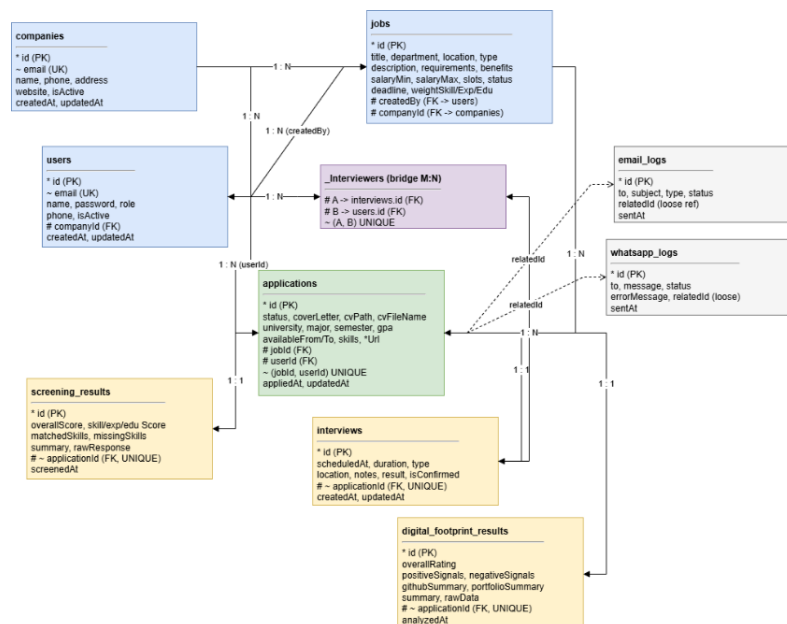 companies
* id (PK)
~ email (UK)
name, phone, address
website, isActive
createdAt, updatedAt
jobs
* id (PK)
title, department, location, type
description, requirements, benefits
salaryMin, salaryMax, slots, status
deadline, weightSkill/Exp/Edu
# createdBy (FK -> users)
# companyId (FK -> companies)
1 : N
1 : N
1 : N (createdBy)
users
* id (PK)
~ email (UK)
name, password, role
phone, isActive
# companyId (FK)
createdAt, updatedAt
1 : N
_Interviewers (bridge M:N)
# A -> interviews.id (FK)
# B -> users.id (FK)
~ (A, B) UNIQUE
email_logs
* id (PK)
to, subject, type, status
relatedId (loose ref)
sentAt
relatedId
1 : N
whatsapp_logs
* id (PK)
to, message, status
errorMessage, relatedId (loose)
sentAt
relatedId
1 : N (userId)
applications
* id (PK)
status, coverLetter, cvPath, cvFileName
university, major, semester, gpa
availableFrom/To, skills, *Url
# jobId (FK)
# userId (FK)
~ (jobId, userId) UNIQUE
appliedAt, updatedAt
1 : N
1 : 1
1 : 1
1 : 1
screening_results
* id (PK)
overallScore, skill/exp/edu Score
matchedSkills, missingSkills
summary, rawResponse
# ~ applicationId (FK, UNIQUE)
screenedAt
interviews
* id (PK)
scheduledAt, duration, type
location, notes, result, isConfirmed
# ~ applicationId (FK, UNIQUE)
createdAt, updatedAt
digital_footprint_results
* id (PK)
overallRating
positiveSignals, negativeSignals
githubSummary, portfolioSummary
summary, rawData
# ~ applicationId (FK, UNIQUE)
analyzedAt